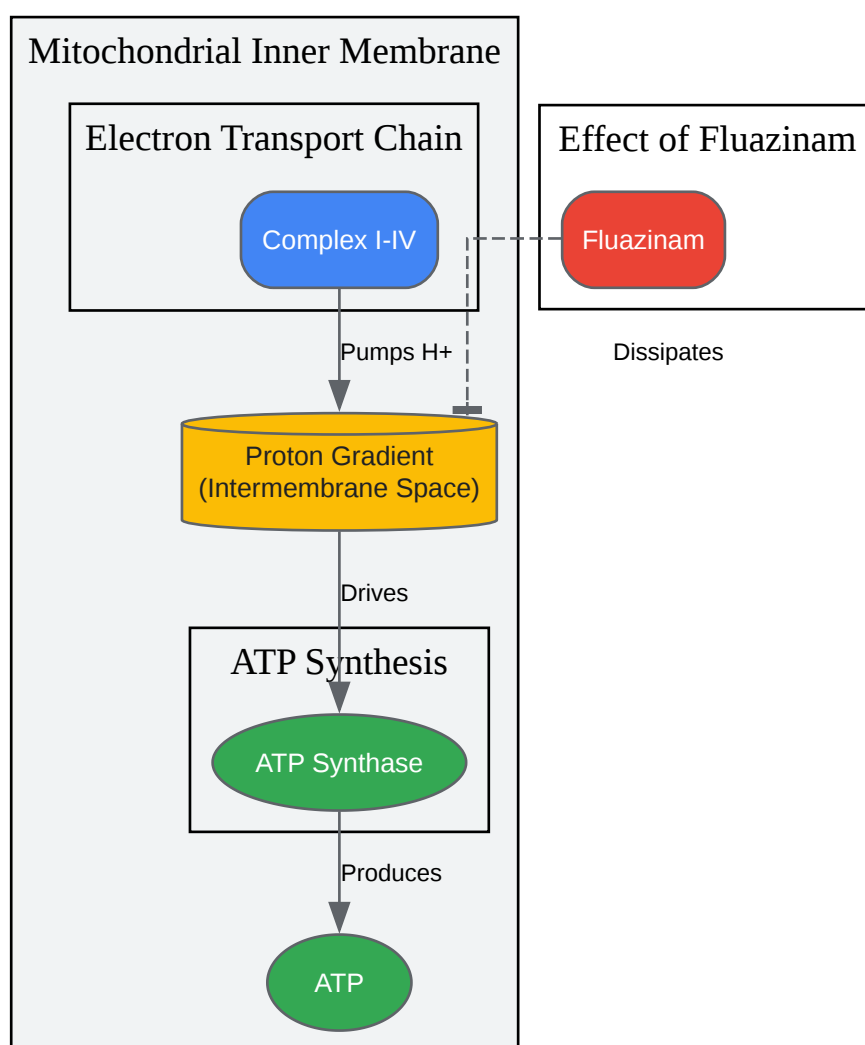 Mitochondrial Inner Membrane
Electron Transport Chain
Effect of Fluazinam
Complex I-IV
Fluazinam
Pumps H+
Dissipates
Proton Gradient
(Intermembrane Space)
Drives
ATP Synthesis
ATP Synthase
Produces
ATP